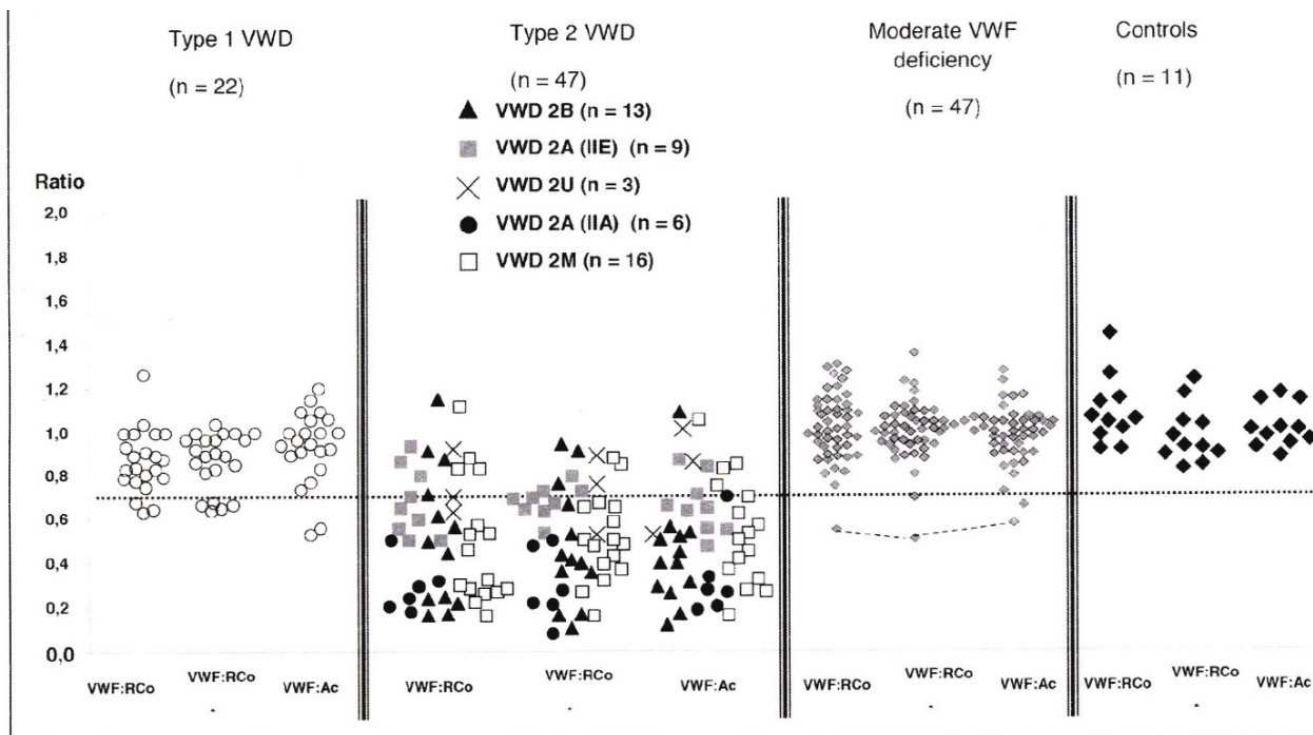 Type 1 VWD
(n = 22)
Type 2 VWD
(n = 47)
▲ VWD 2B (n = 13)
■ VWD 2A (IIE) (n = 9)
× VWD 2U (n = 3)
● VWD 2A (IIA) (n = 6)
□ VWD 2M (n = 16)
Moderate VWF
deficiency
(n = 47)
Controls
(n = 11)
Ratio
2,0
1,8
1,6
1,4
1,2
1,0
0,8
0,6
0,4
0,2
0,0
VWF:RCo VWF:RCo VWF:Ac
VWF:RCo VWF:RCo VWF:Ac
VWF:RCo VWF:RCo VWF:Ac
VWF:RCo VWF:RCo VWF:Ac